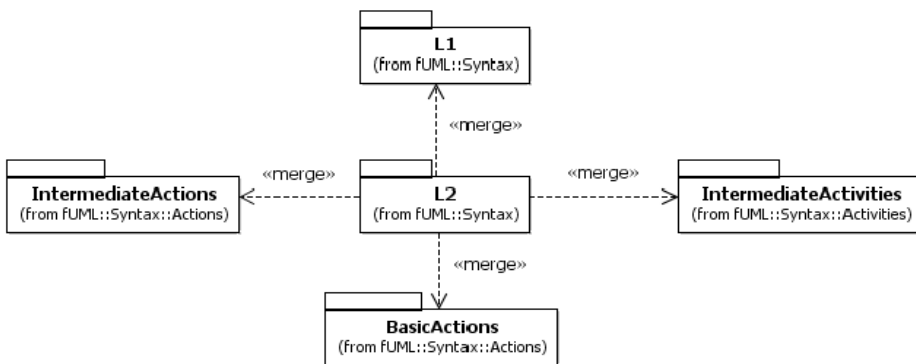 L1
(from fUML::Syntax)
«merge»
«merge»
«merge»
IntermediateActions
(from fUML::Syntax::Actions)
L2
(from fUML::Syntax)
IntermediateActivities
(from fUML::Syntax::Activities)
«merge»
BasicActions
(from fUML::Syntax::Actions)